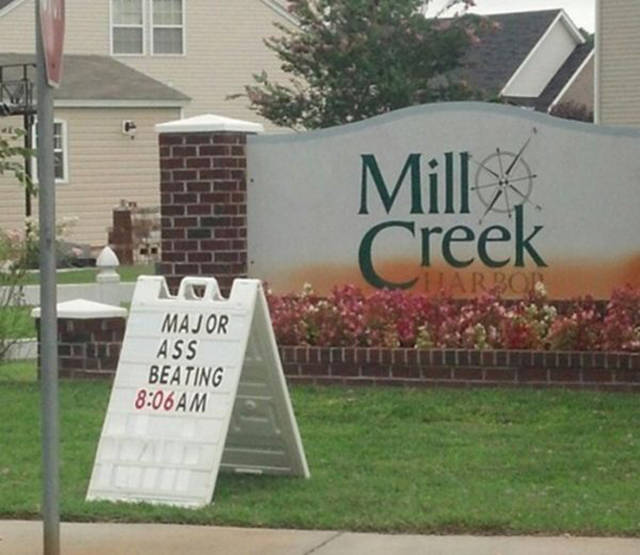 Mill
Creek
HARBOR
MAJOR
ASS
BEATING
8:06AM